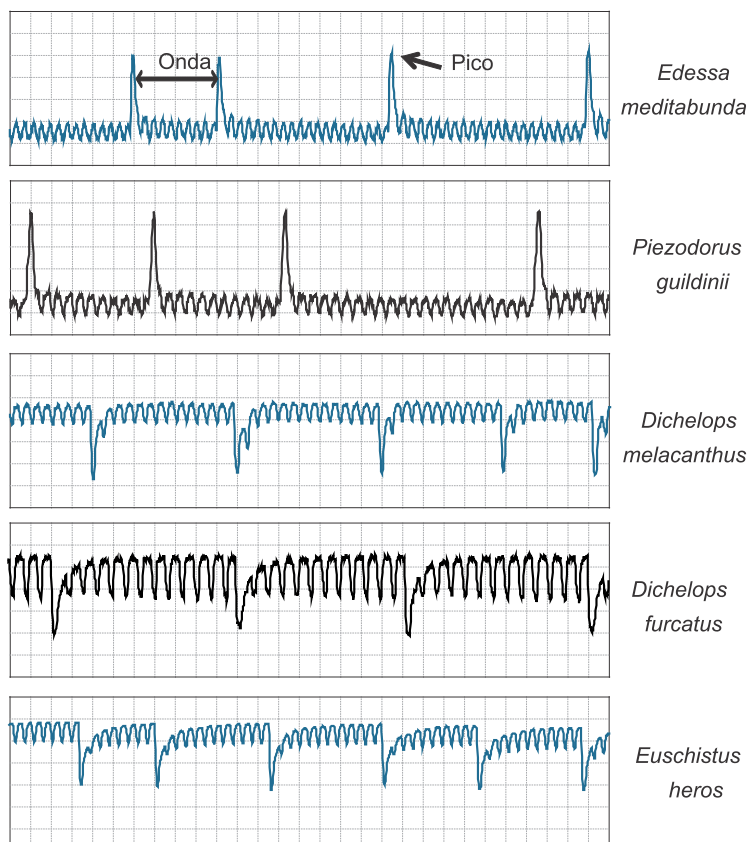 Onda
Pico
Edessa
meditabunda
Piezodorus
guildinii
Dichelops
melacanthus
Dichelops
furcatus
Euschistus
heros